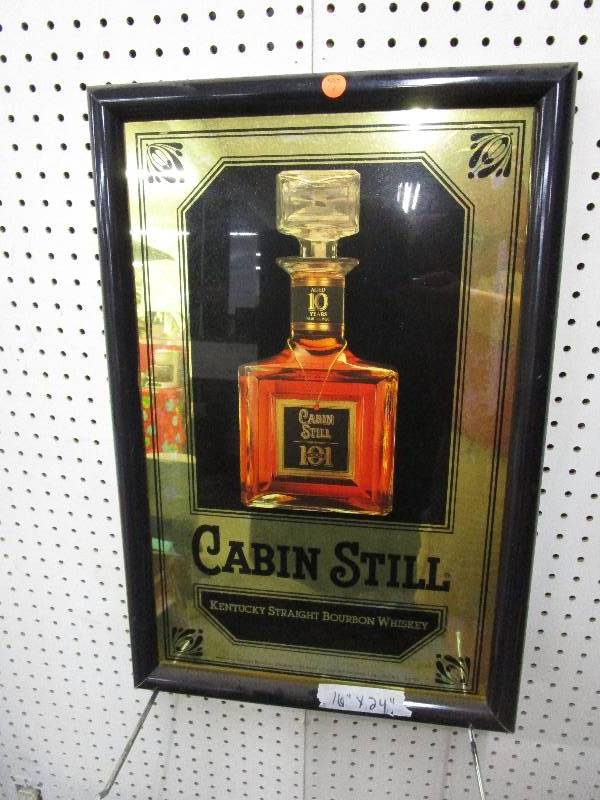 AGED
10
YEARS
CABIN
STILL
101
CABIN STILL
KENTUCKY STRAIGHT BOURBON WHISKEY
16" X 24"